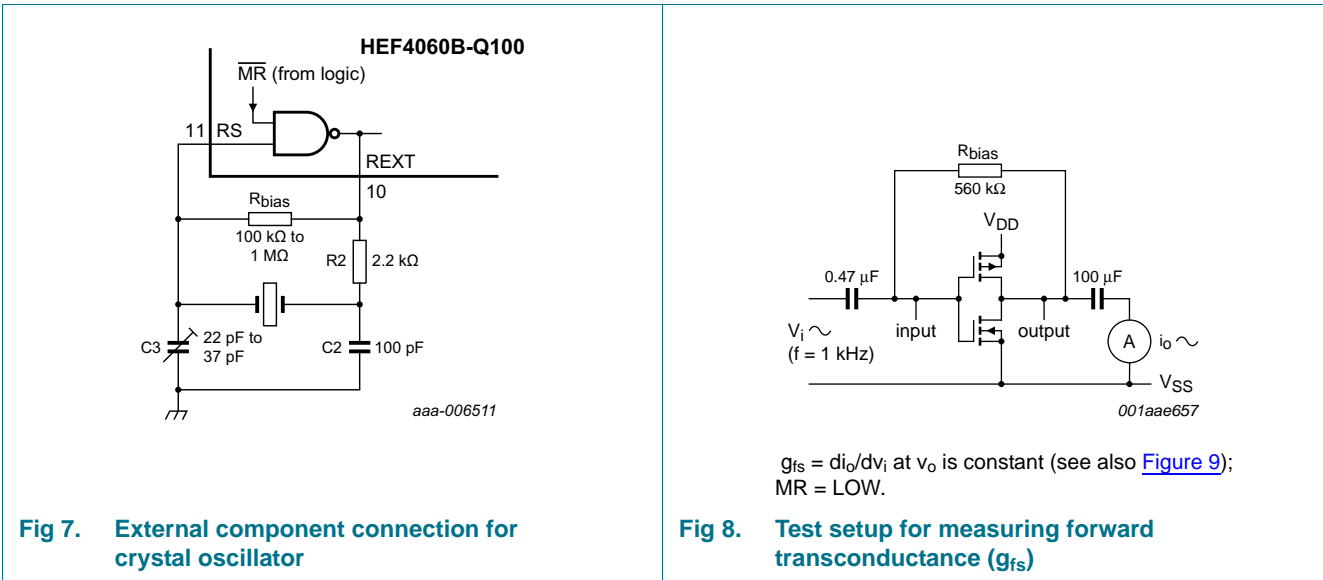 HEF4060B-Q100
MR (from logic)
11
RS
REXT
10
Rbias
100 kΩ to
1 MΩ
R2
2.2 kΩ
C3
22 pF to
37 pF
C2
100 pF
aaa-006511
Fig 7. External component connection for
crystal oscillator
Rbias
560 kΩ
VDD
0.47 μF
100 μF
Vi
(f = 1 kHz)
input
output
A
io
VSS
001aae657
gfs = dio/dvi at vo is constant (see also Figure 9);
MR = LOW.
Fig 8. Test setup for measuring forward
transconductance (gfs)